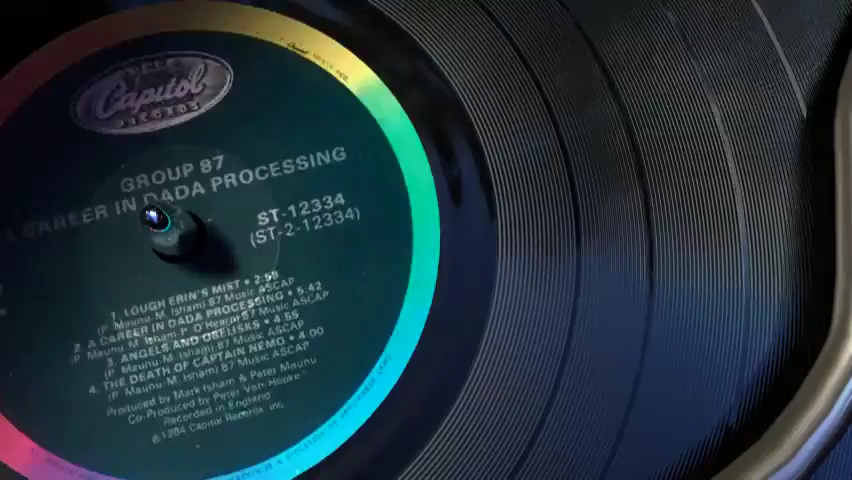 Capitol
RECORDS
GROUP 87
A CAREER IN DADA PROCESSING
ST-12334
(ST-2-12334)
1. LOUGH ERIN'S MIST • 2:58
(P. Maunu-M. Isham) 87 Music ASCAP
2. A CAREER IN DADA PROCESSING • 5:42
(P. Maunu-M. Isham-P. O'Hearn) 87 Music ASCAP
3. ANGELS AND OBELISKS • 4:55
(P. Maunu-M. Isham) 87 Music ASCAP
4. THE DEATH OF CAPTAIN NEMO • 4:00
(P. Maunu-M. Isham) 87 Music ASCAP
Produced by Mark Isham & Peter Maunu
Co-Produced by Peter Van-Hooke
Recorded in England
℗ 1984 Capitol Records, Inc.